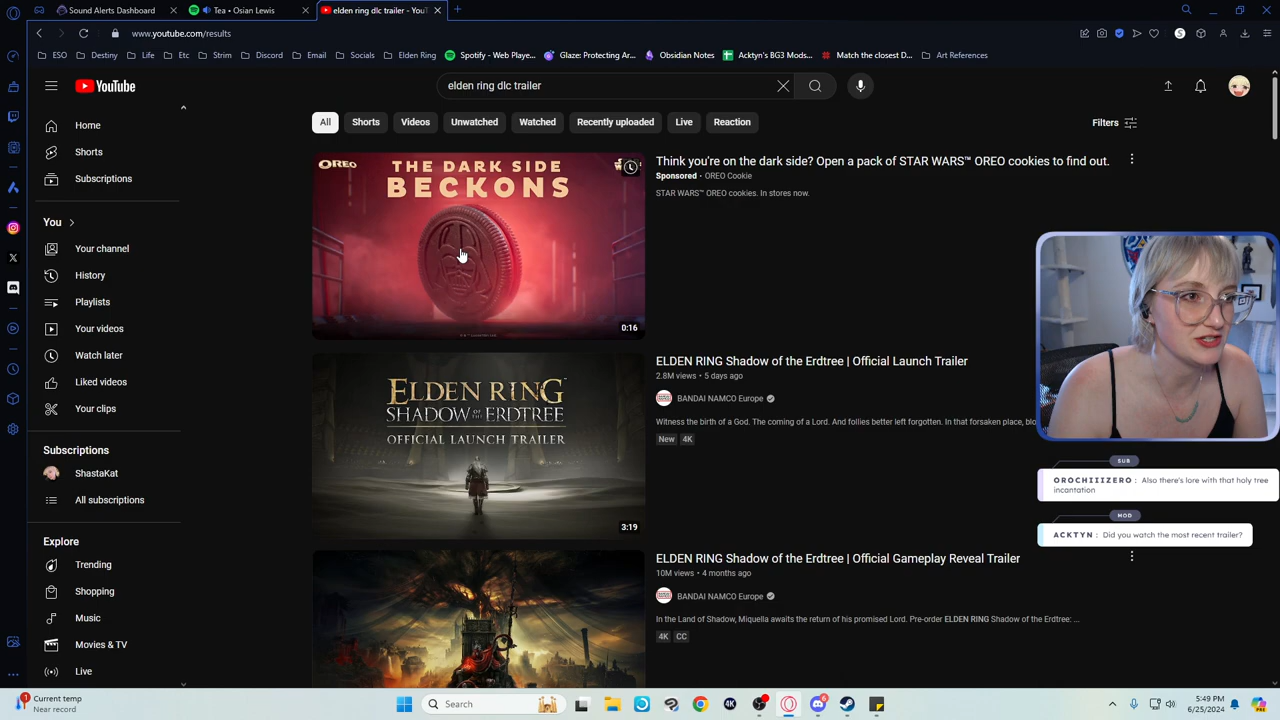 Sound Alerts Dashboard
Tea • Osian Lewis
elden ring dlc trailer - YouT
www.youtube.com/results
ESO
Destiny
Life
Etc
Strim
Discord
Email
Socials
Elden Ring
Spotify - Web Playe...
Glaze: Protecting Ar...
Obsidian Notes
Acktyn's BG3 Mods...
Match the closest D...
Art References
YouTube
elden ring dlc trailer
All
Shorts
Videos
Unwatched
Watched
Recently uploaded
Live
Reaction
Filters
Home
Shorts
Subscriptions
You
Your channel
History
Playlists
Your videos
Watch later
Liked videos
Your clips
Subscriptions
ShastaKat
All subscriptions
Explore
Trending
Shopping
Music
Movies & TV
Live
OREO
THE DARK SIDE
BECKONS
0:16
Think you're on the dark side? Open a pack of STAR WARS™ OREO cookies to find out.
Sponsored • OREO Cookie
STAR WARS™ OREO cookies. In stores now.
ELDEN RING
SHADOW OF THE ERDTREE
OFFICIAL LAUNCH TRAILER
3:19
ELDEN RING Shadow of the Erdtree | Official Launch Trailer
2.8M views • 5 days ago
BANDAI NAMCO Europe
Witness the birth of a God. The coming of a Lord. And follies better left forgotten. In that forsaken place, blo
New
4K
ELDEN RING Shadow of the Erdtree | Official Gameplay Reveal Trailer
10M views • 4 months ago
BANDAI NAMCO Europe
In the Land of Shadow, Miquella awaits the return of his promised Lord. Pre-order ELDEN RING Shadow of the Erdtree: ...
4K
CC
SUB
OROCHIIIZERO : Also there's lore with that holy tree
incantation
MOD
ACKTYN : Did you watch the most recent trailer?
1
Current temp
Near record
Search
4K
6
5:49 PM
6/25/2024